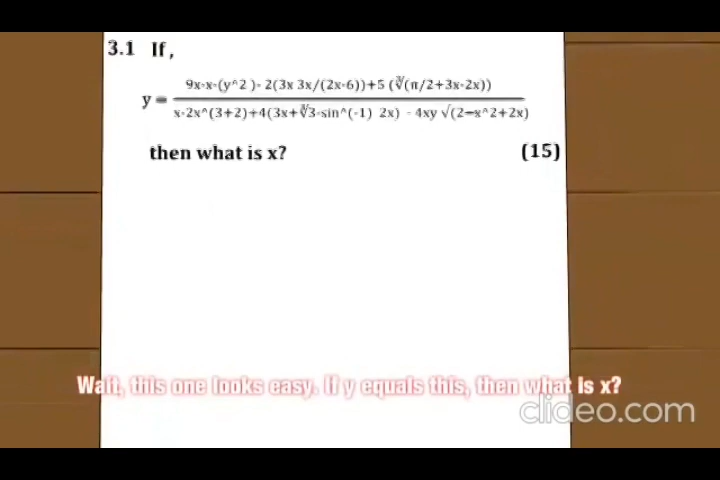 3.1 If,
9x-x-(y^2 )- 2(3x 3x/(2x-6))+5 (∛(π/2+3x-2x))
y =
x-2x^(3+2)+4(3x+∛3-sin^(-1) 2x) - 4xy √(2−x^2+2x)
then what is x? (15)
Wait, this one looks easy. If y equals this, then what is x?
clideo.com